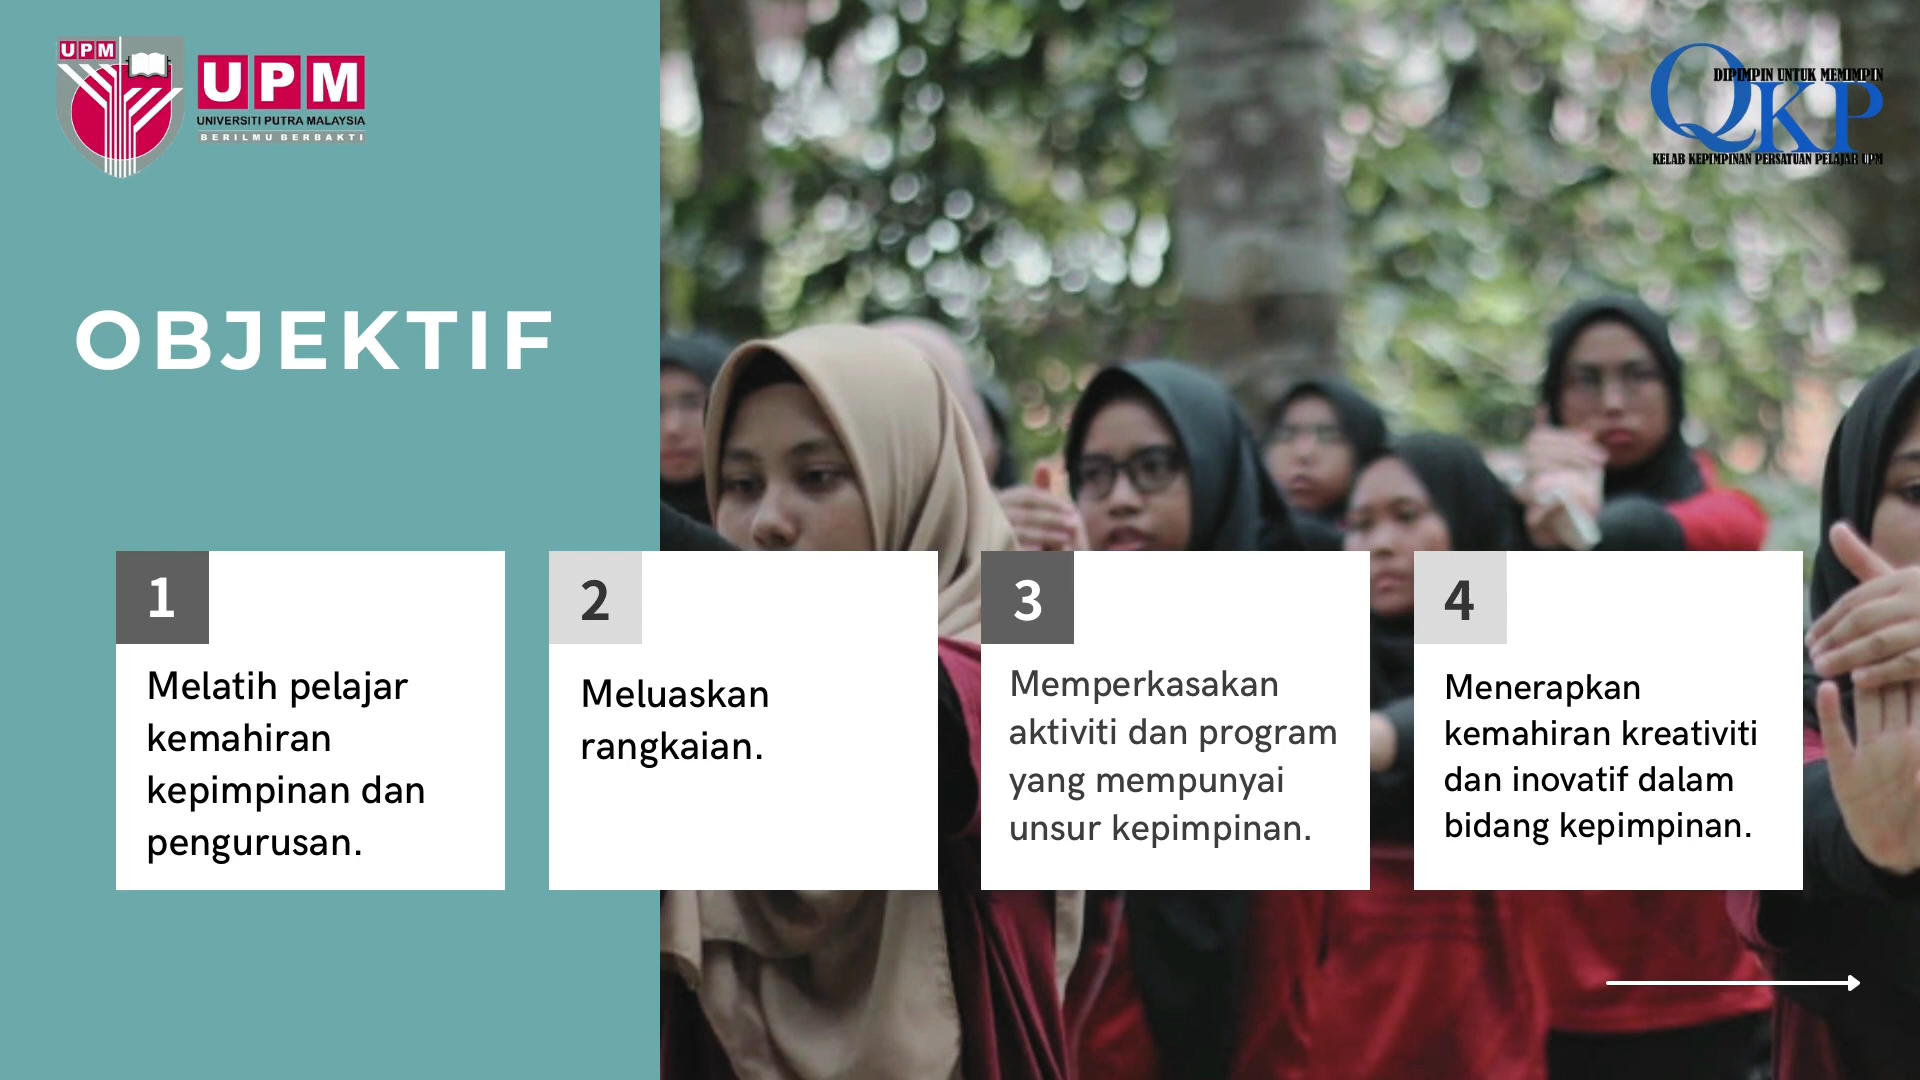 UPM
UPM
UNIVERSITI PUTRA MALAYSIA
BERILMU BERBAKTI
DIPIMPIN UNTUK MEMIMPIN
QKP
KELAB KEPIMPINAN PERSATUAN PELAJAR UPM
OBJEKTIF
1
Melatih pelajar
kemahiran
kepimpinan dan
pengurusan.
2
Meluaskan
rangkaian.
3
Memperkasakan
aktiviti dan program
yang mempunyai
unsur kepimpinan.
4
Menerapkan
kemahiran kreativiti
dan inovatif dalam
bidang kepimpinan.